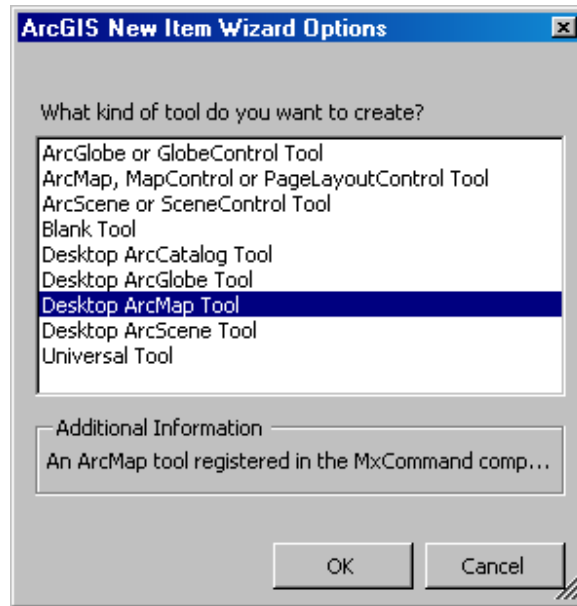 ArcGIS New Item Wizard Options
What kind of tool do you want to create?
ArcGlobe or GlobeControl Tool
ArcMap, MapControl or PageLayoutControl Tool
ArcScene or SceneControl Tool
Blank Tool
Desktop ArcCatalog Tool
Desktop ArcGlobe Tool
Desktop ArcMap Tool
Desktop ArcScene Tool
Universal Tool
Additional Information
An ArcMap tool registered in the MxCommand comp...
OK Cancel